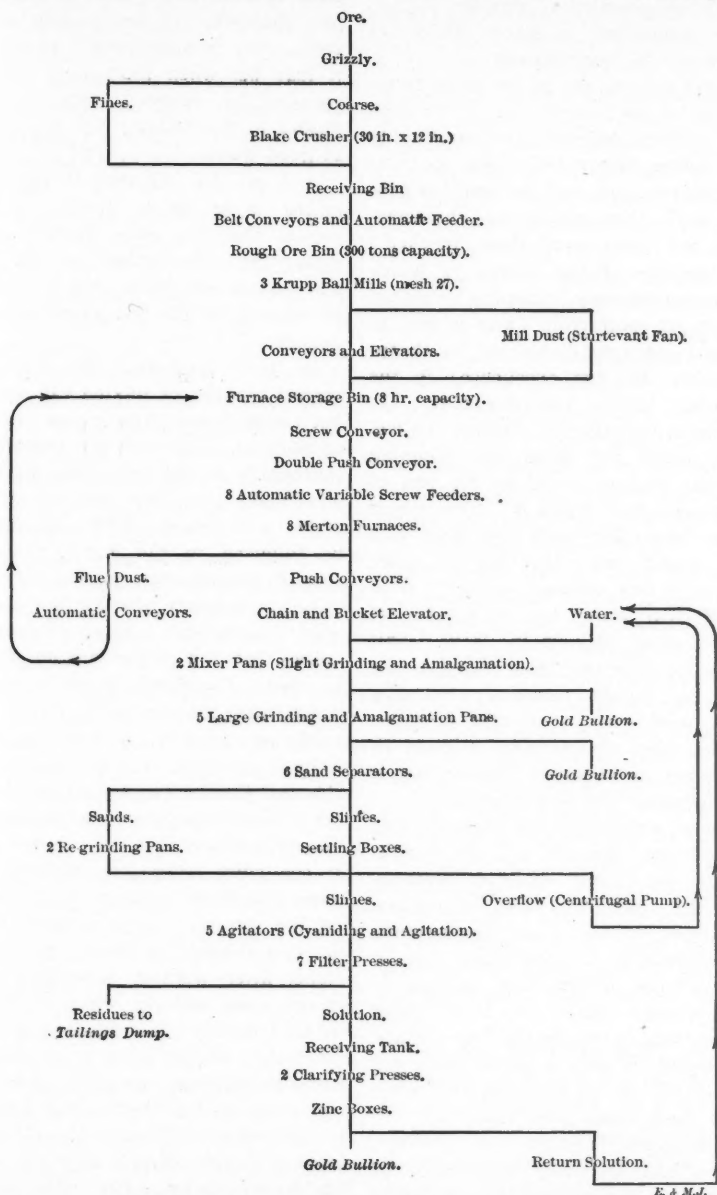 Ore.
Grizzly.
Fines.
Coarse.
Blake Crusher (30 in. x 12 in.)
Receiving Bin
Belt Conveyors and Automatic Feeder.
Rough Ore Bin (300 tons capacity).
3 Krupp Ball Mills (mesh 27).
Mill Dust (Sturtevant Fan).
Conveyors and Elevators.
Furnace Storage Bin (8 hr. capacity).
Screw Conveyor.
Double Push Conveyor.
8 Automatic Variable Screw Feeders.
8 Merton Furnaces.
Flue Dust.
Push Conveyors.
Automatic Conveyors.
Chain and Bucket Elevator.
Water.
2 Mixer Pans (Slight Grinding and Amalgamation).
5 Large Grinding and Amalgamation Pans.
Gold Bullion.
6 Sand Separators.
Gold Bullion.
Sands.
Slimes.
2 Regrinding Pans.
Settling Boxes.
Slimes.
Overflow (Centrifugal Pump).
5 Agitators (Cyaniding and Agitation).
7 Filter Presses.
Residues to
Tailings Dump.
Solution.
Receiving Tank.
2 Clarifying Presses.
Zinc Boxes.
Gold Bullion.
Return Solution.
E. & M.J.